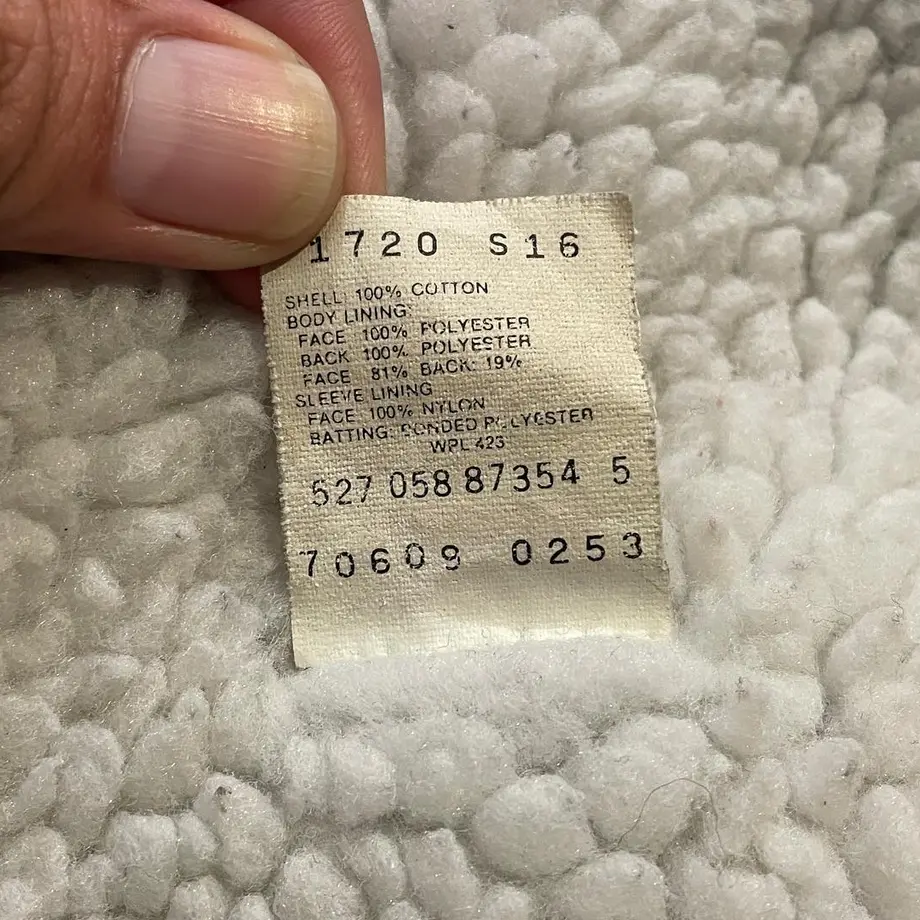 1720 S16
SHELL: 100% COTTON
BODY LINING:
FACE 100% POLYESTER
BACK 100% POLYESTER
FACE 81% BACK: 19%
SLEEVE LINING
FACE 100% NYLON
BATTING: BONDED POLYESTER
WPL 423
527 058 87354 5
70609 0253